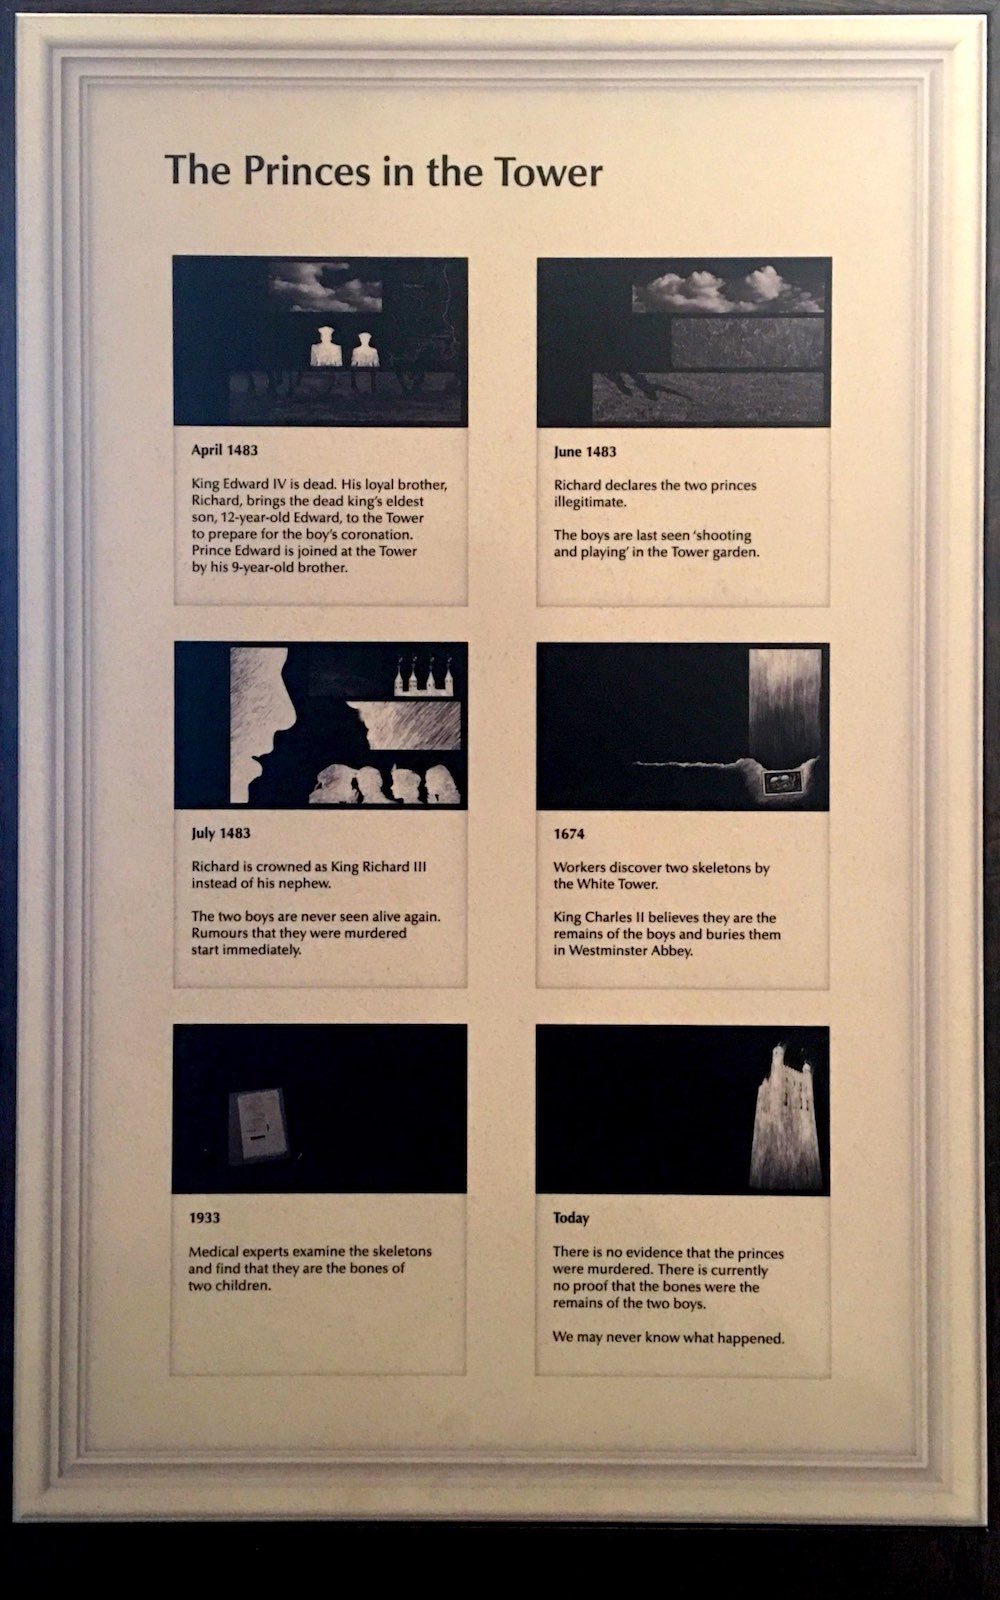 The Princes in the Tower
April 1483
King Edward IV is dead. His loyal brother,
Richard, brings the dead king's eldest
son, 12-year-old Edward, to the Tower
to prepare for the boy's coronation.
Prince Edward is joined at the Tower
by his 9-year-old brother.
June 1483
Richard declares the two princes
illegitimate.
The boys are last seen 'shooting
and playing' in the Tower garden.
July 1483
Richard is crowned as King Richard III
instead of his nephew.
The two boys are never seen alive again.
Rumours that they were murdered
start immediately.
1674
Workers discover two skeletons by
the White Tower.
King Charles II believes they are the
remains of the boys and buries them
in Westminster Abbey.
1933
Medical experts examine the skeletons
and find that they are the bones of
two children.
Today
There is no evidence that the princes
were murdered. There is currently
no proof that the bones were the
remains of the two boys.
We may never know what happened.